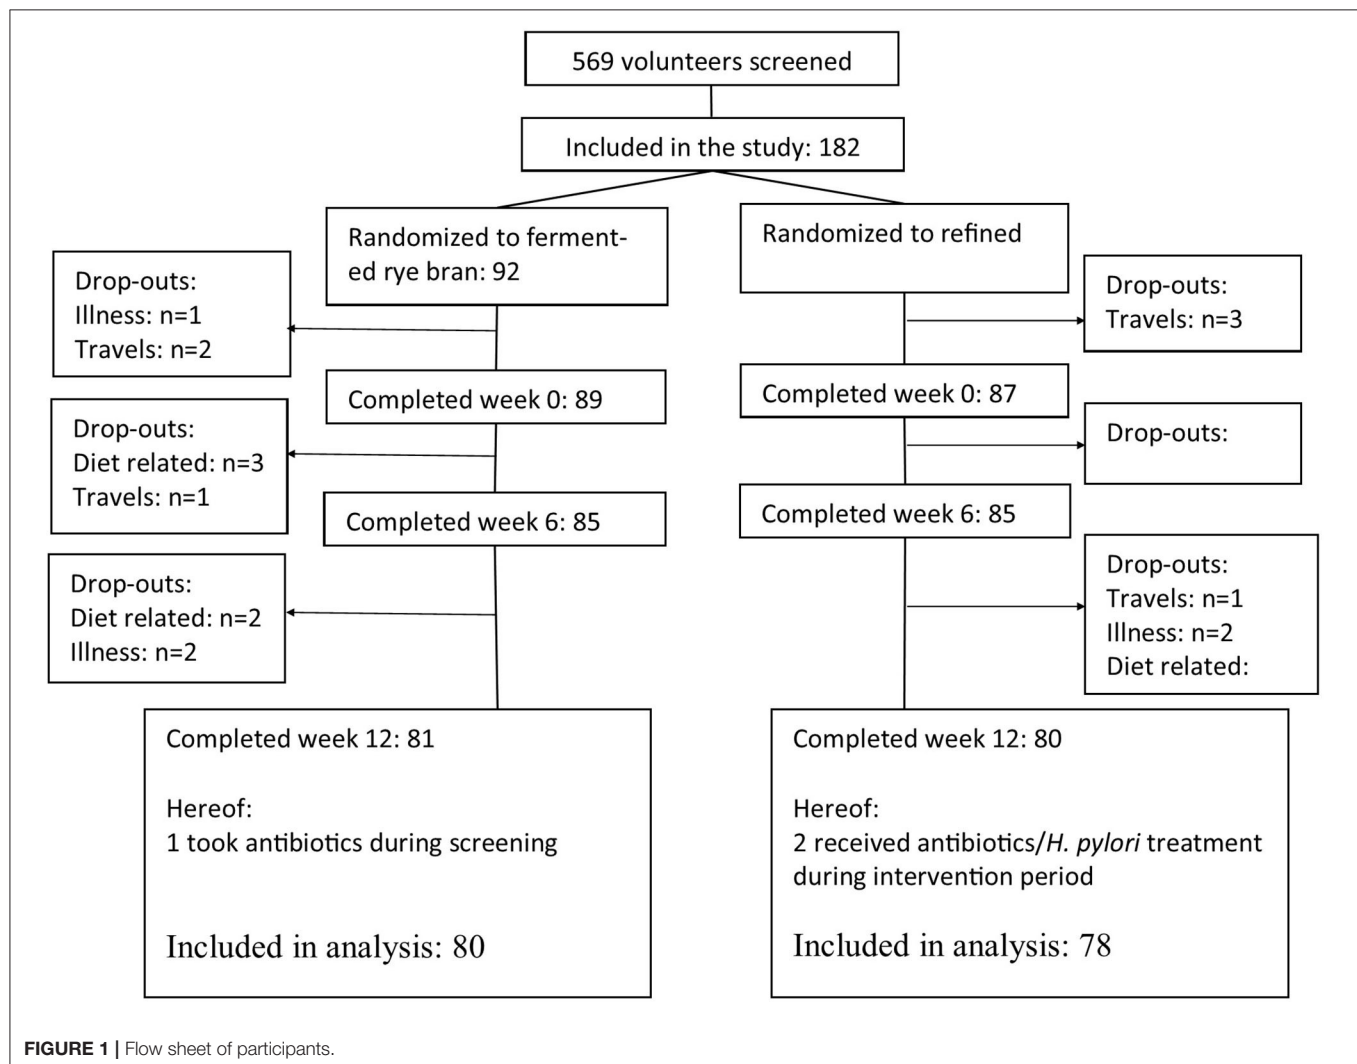 569 volunteers screened
Included in the study: 182
Randomized to ferment-
ed rye bran: 92
Randomized to refined
Drop-outs:
Illness: n=1
Travels: n=2
Drop-outs:
Travels: n=3
Completed week 0: 89
Completed week 0: 87
Drop-outs:
Diet related: n=3
Travels: n=1
Drop-outs:
Completed week 6: 85
Completed week 6: 85
Drop-outs:
Diet related: n=2
Illness: n=2
Drop-outs:
Travels: n=1
Illness: n=2
Diet related:
Completed week 12: 81
Hereof:
1 took antibiotics during screening
Included in analysis: 80
Completed week 12: 80
Hereof:
2 received antibiotics/H. pylori treatment
during intervention period
Included in analysis: 78
FIGURE 1 | Flow sheet of participants.